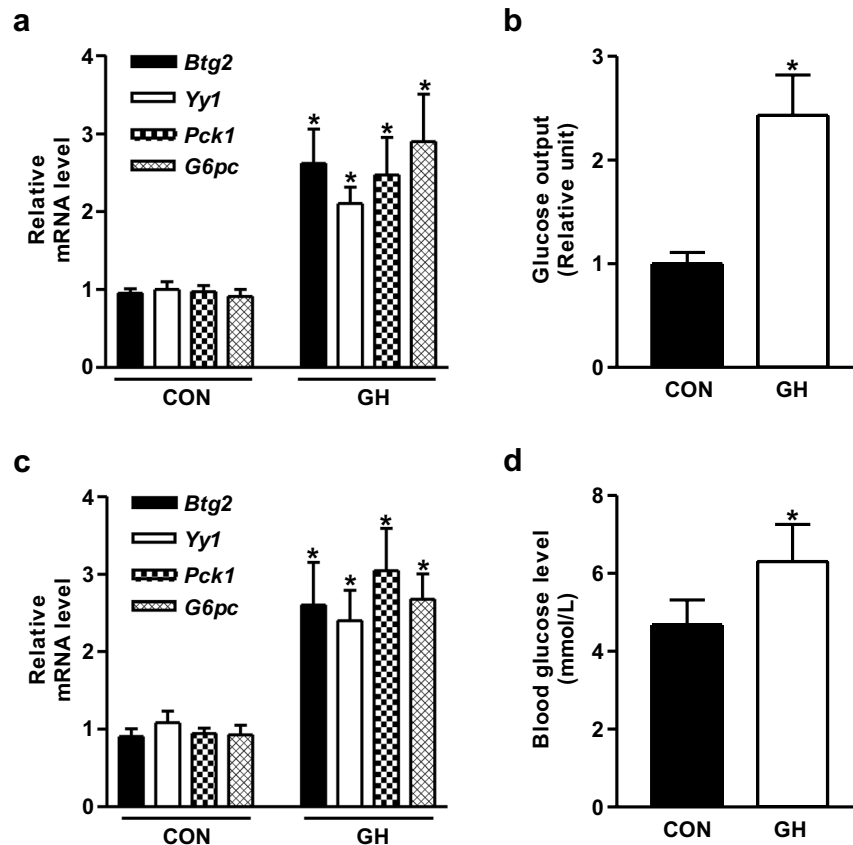 a
Relative
mRNA level
4
3
2
1
0
Btg2
Yy1
Pck1
G6pc
*
*
*
*
CON
GH
b
Glucose output
(Relative unit)
3
2
1
0
*
CON
GH
c
Relative
mRNA level
4
3
2
1
0
Btg2
Yy1
Pck1
G6pc
*
*
*
*
CON
GH
d
Blood glucose level
(mmol/L)
8
6
4
2
0
*
CON
GH